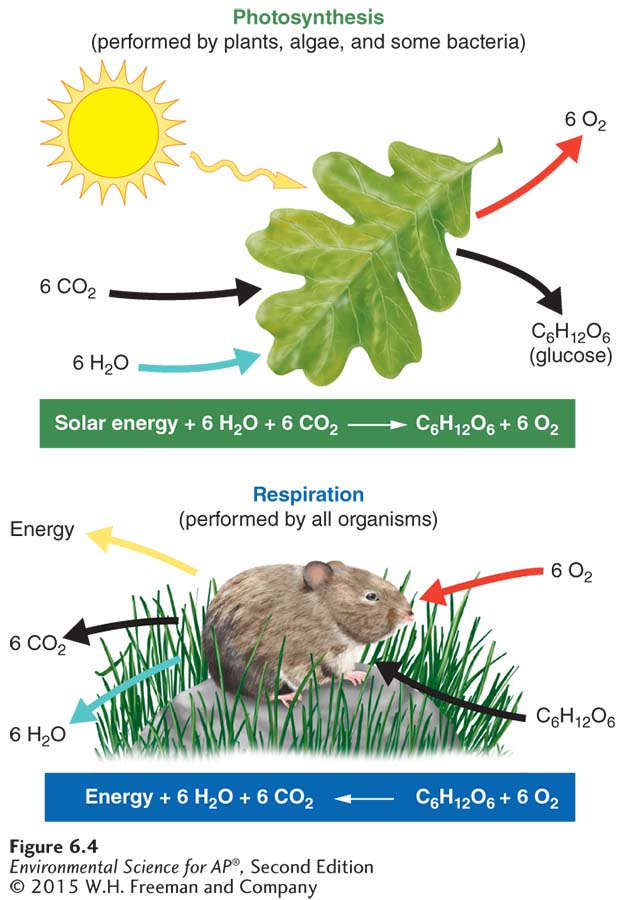 Photosynthesis
(performed by plants, algae, and some bacteria)
6 O₂
6 CO₂
C₆H₁₂O₆
(glucose)
6 H₂O
Solar energy + 6 H₂O + 6 CO₂ ⟶ C₆H₁₂O₆ + 6 O₂
Respiration
(performed by all organisms)
Energy
6 O₂
6 CO₂
C₆H₁₂O₆
6 H₂O
Energy + 6 H₂O + 6 CO₂ ⟵ C₆H₁₂O₆ + 6 O₂
Figure 6.4
Environmental Science for AP®, Second Edition
© 2015 W.H. Freeman and Company